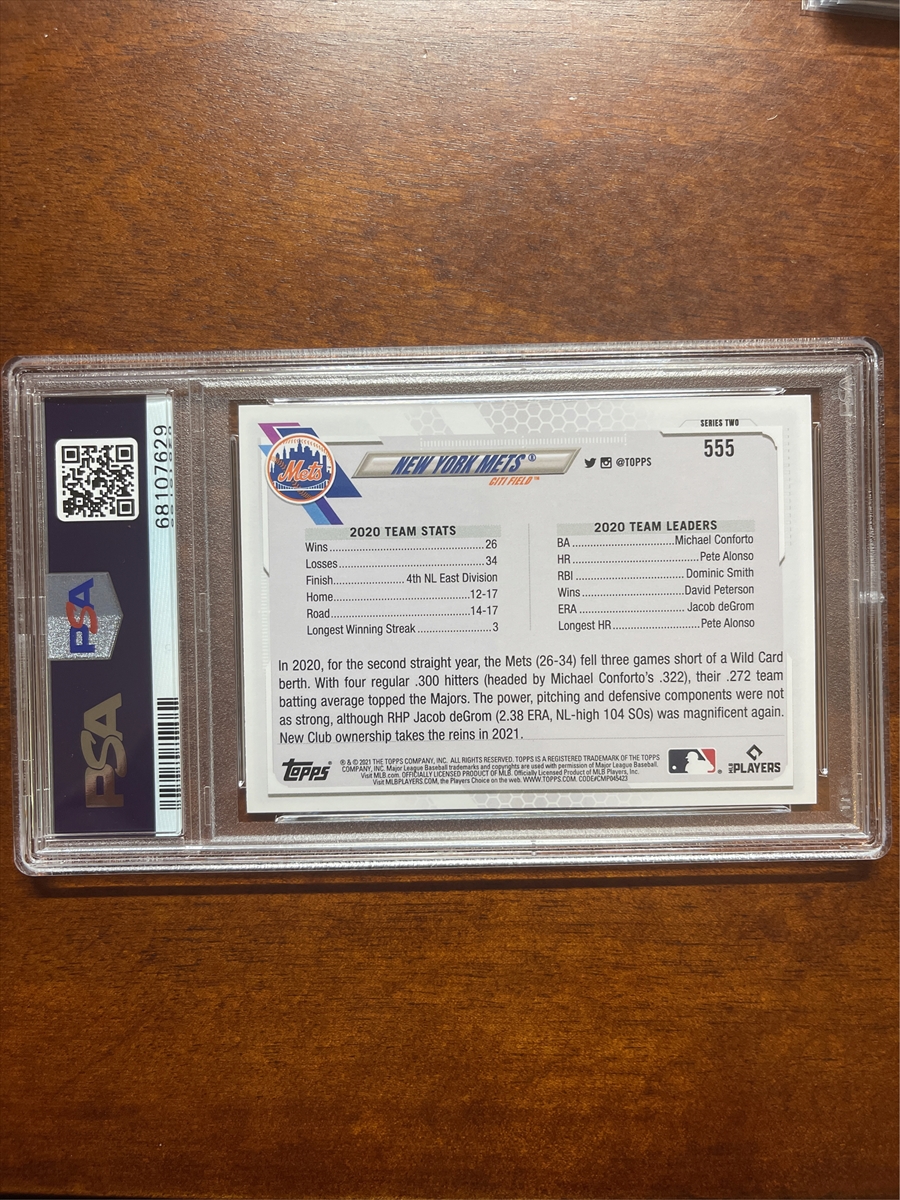 SERIES TWO
555
Mets
NEW YORK METS ®
CITI FIELD™
@TOPPS
2020 TEAM STATS
Wins..........................................26
Losses.......................................34
Finish...................4th NL East Division
Home....................................12-17
Road.....................................14-17
Longest Winning Streak....................3
2020 TEAM LEADERS
BA.........................Michael Conforto
HR...............................Pete Alonso
RBI............................Dominic Smith
Wins..........................David Peterson
ERA............................Jacob deGrom
Longest HR.........................Pete Alonso
In 2020, for the second straight year, the Mets (26-34) fell three games short of a Wild Card
berth. With four regular .300 hitters (headed by Michael Conforto's .322), their .272 team
batting average topped the Majors. The power, pitching and defensive components were not
as strong, although RHP Jacob deGrom (2.38 ERA, NL-high 104 SOs) was magnificent again.
New Club ownership takes the reins in 2021.
TOPPS
® & © 2021 THE TOPPS COMPANY, INC. ALL RIGHTS RESERVED. TOPPS IS A REGISTERED TRADEMARK OF THE TOPPS
COMPANY, INC. Major League Baseball trademarks and copyrights are used with permission of Major League Baseball.
Visit MLB.com. OFFICIALLY LICENSED PRODUCT OF MLB. Officially Licensed Product of MLB Players, Inc.
Visit MLBPLAYERS.com, the Players Choice on the web. WWW.TOPPS.COM. CODE#CMP045423
MLB PLAYERS
68107629
PSA
PSA